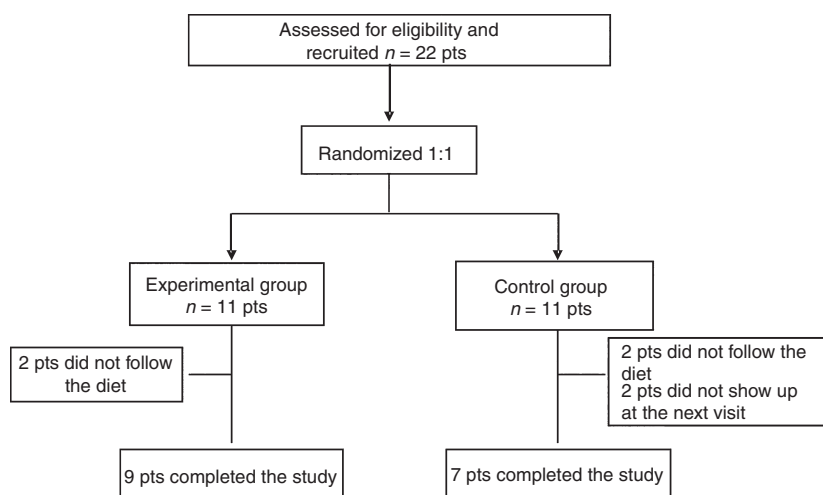 Assessed for eligibility and
recruited n = 22 pts
Randomized 1:1
Experimental group
n = 11 pts
Control group
n = 11 pts
2 pts did not follow
the diet
2 pts did not follow the
diet
2 pts did not show up
at the next visit
9 pts completed the study
7 pts completed the study